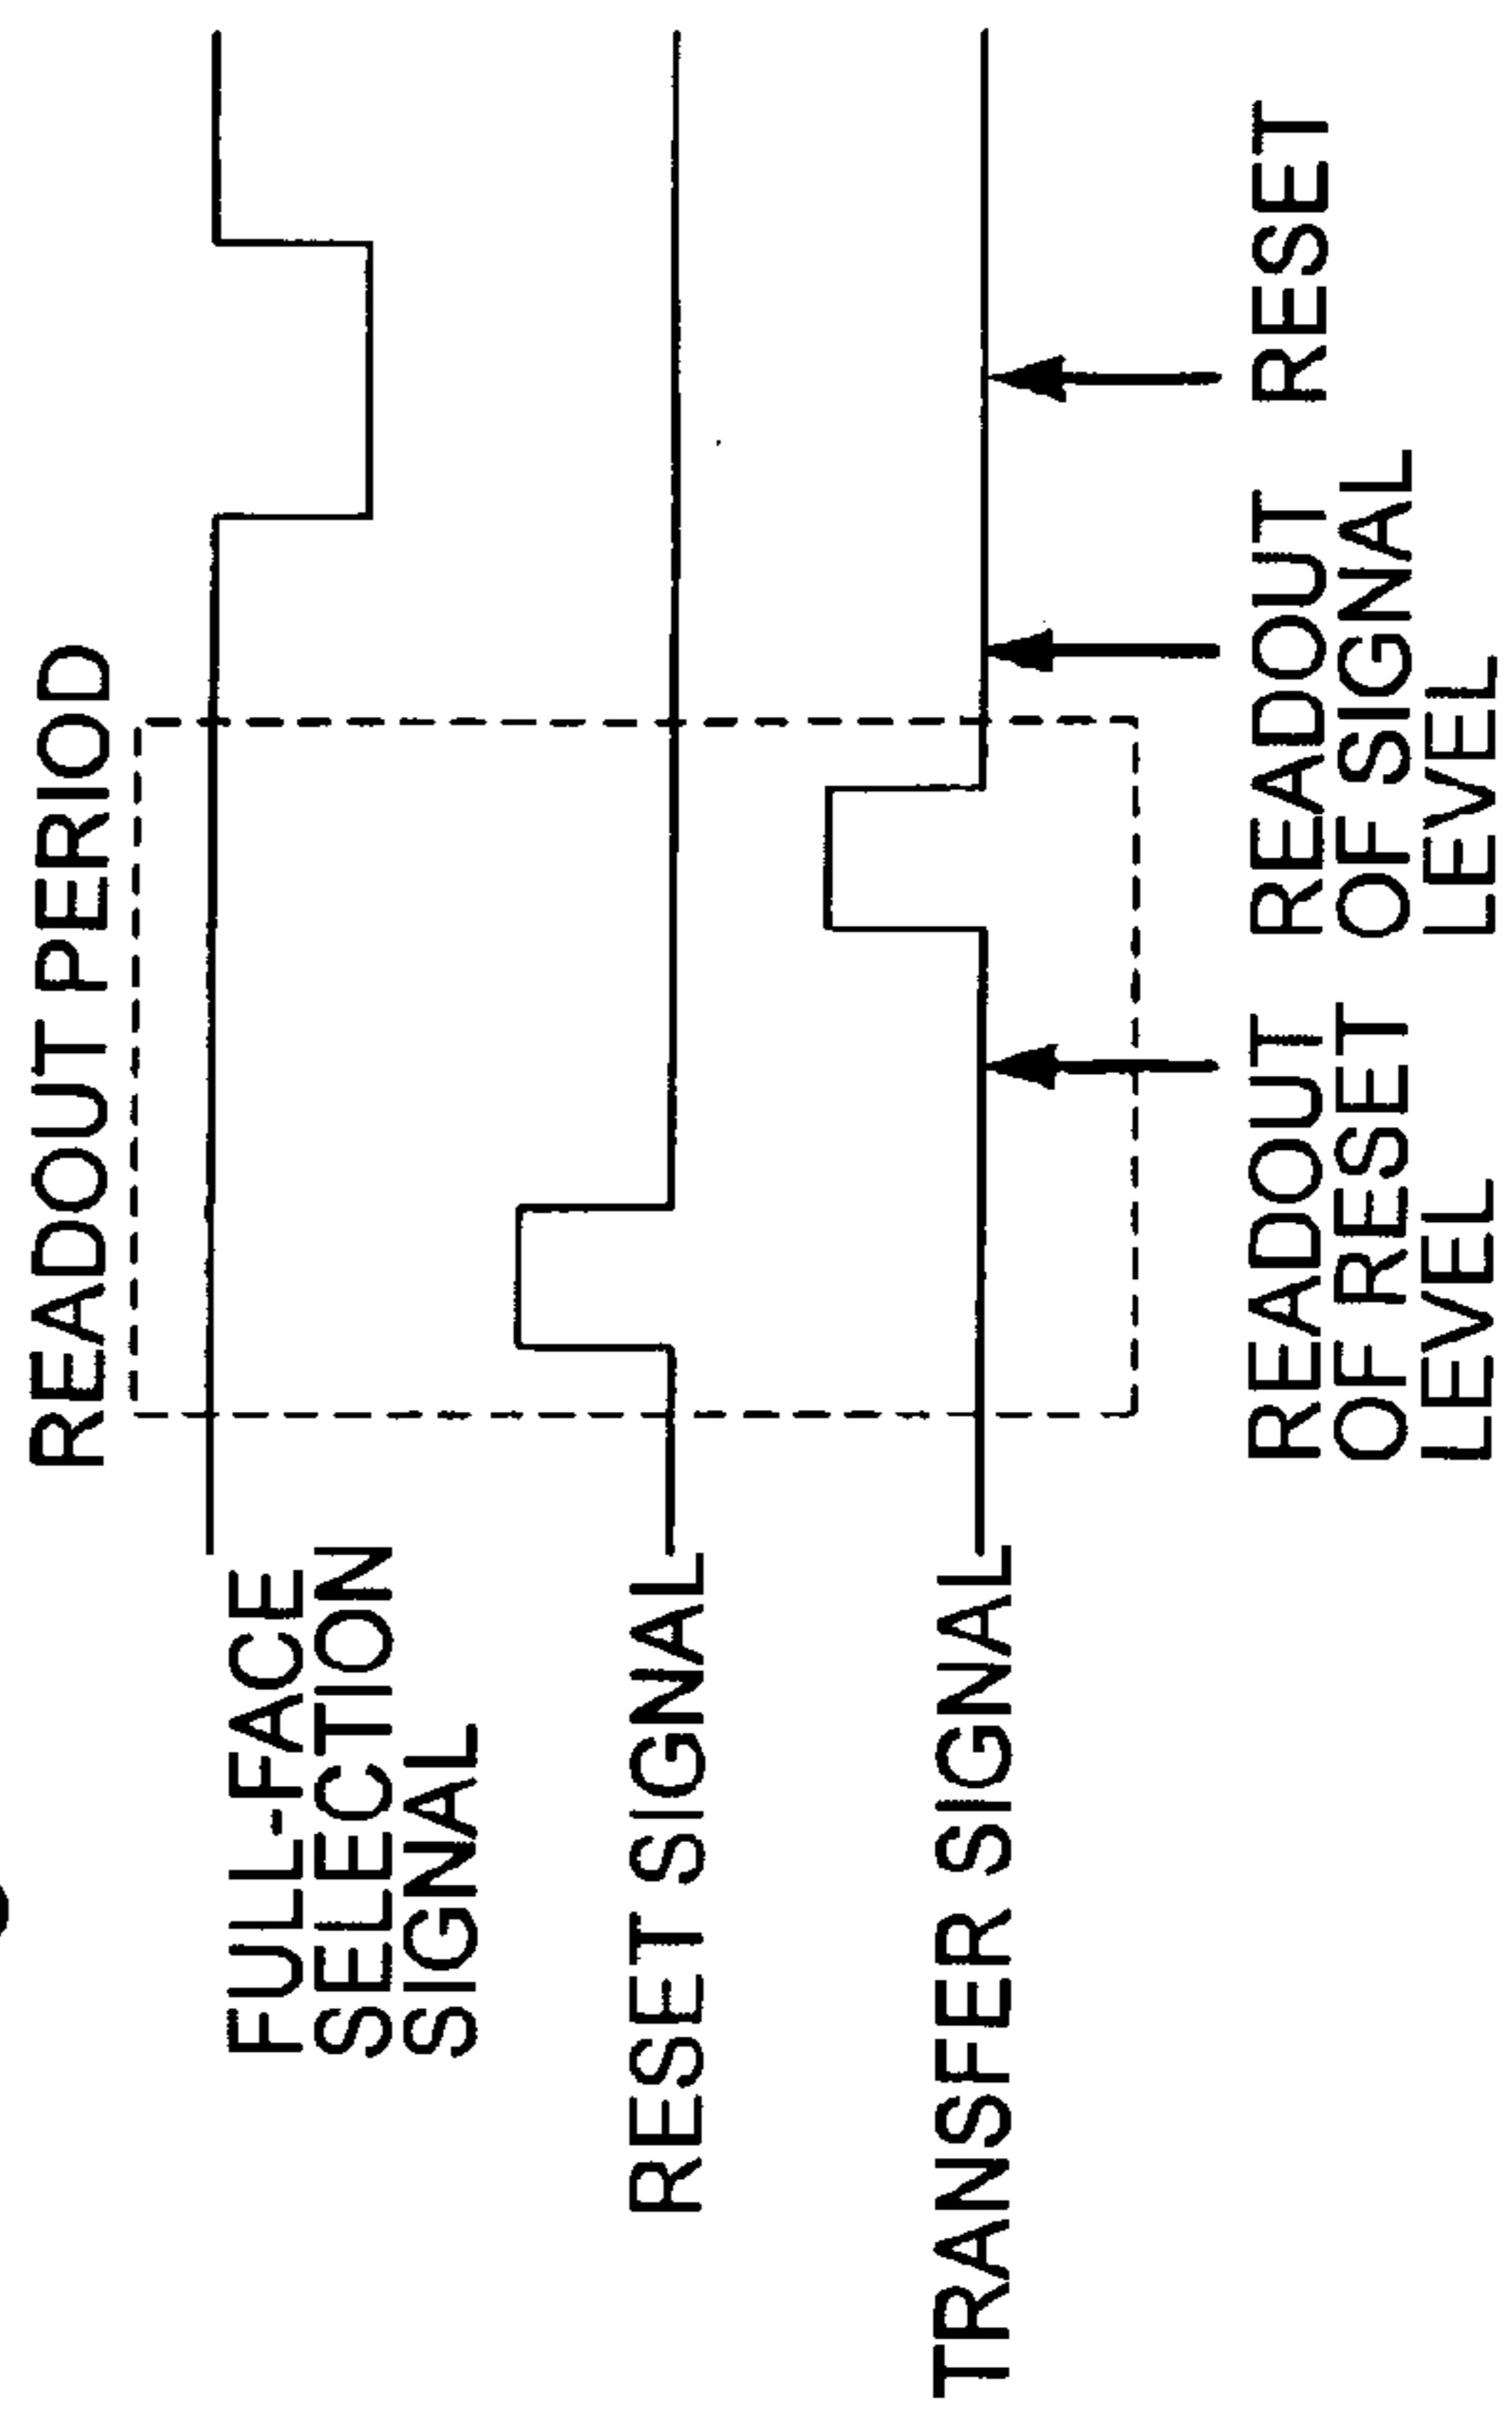 READOUT PERIOD
FULL-FACE
SELECTION
SIGNAL
RESET SIGNAL
TRANSFER SIGNAL
READOUT
OF RESET
LEVEL
READOUT
OF SIGNAL
LEVEL
RESET